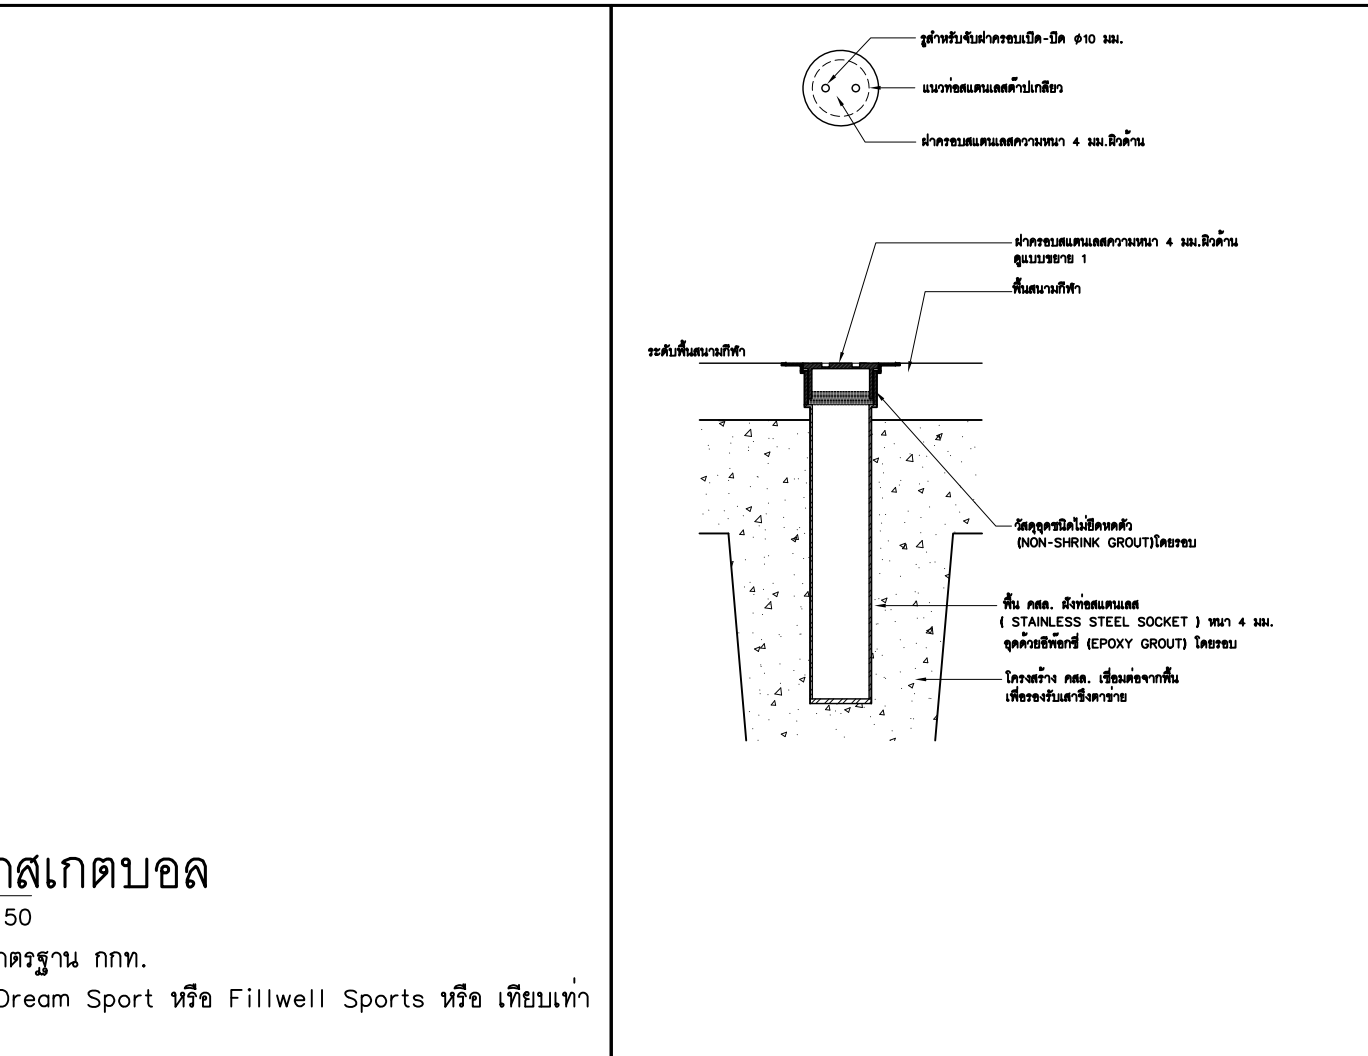 รูสำหรับจับฝาครอบเปิด-ปิด ϕ10 มม.
แนวท่อสแตนเลสต๊าปเกลียว
ฝาครอบสแตนเลสความหนา 4 มม.ผิวด้าน
ฝาครอบสแตนเลสความหนา 4 มม.ผิวด้าน
ดูแบบขยาย 1
พื้นสนามกีฬา
ระดับพื้นสนามกีฬา
วัสดุอุดชนิดไม่ยืดหดตัว
(NON-SHRINK GROUT)โดยรอบ
พื้น คสล. ฝังท่อสแตนเลส
( STAINLESS STEEL SOCKET ) หนา 4 มม.
อุดด้วยอีพ๊อกซี่ (EPOXY GROUT) โดยรอบ
โครงสร้าง คสล. เชื่อมต่อจากพื้น
เพื่อรองรับเสาขึงตาข่าย
าสเกตบอล
50
าตรฐาน กกท.
Dream Sport หรือ Fillwell Sports หรือ เทียบเท่า